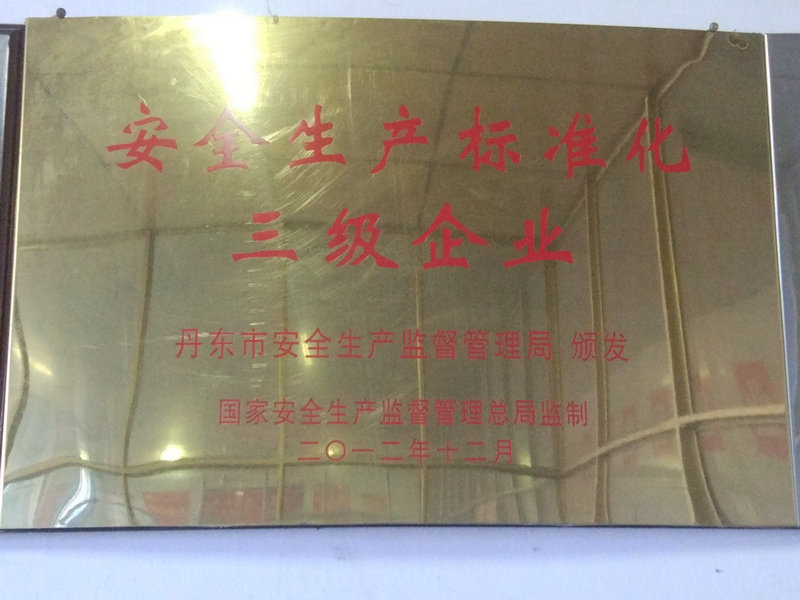 安全生产标准化
三级企业
丹东市安全生产监督管理局 颁发
国家安全生产监督管理总局监制
二〇一二年十二月